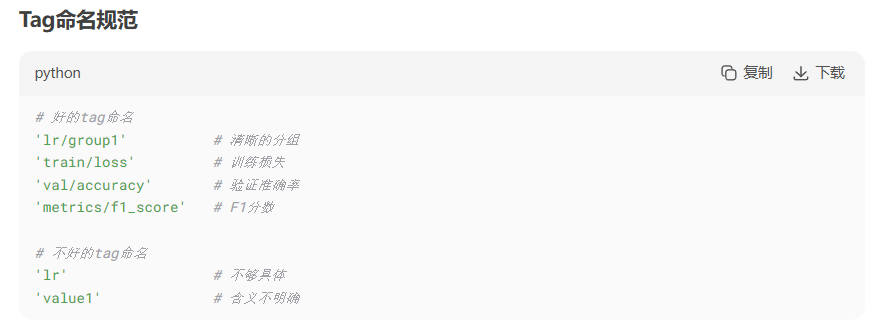 Tag命名规范
python 复制 下载
# 好的tag命名
'lr/group1' # 清晰的分组
'train/loss' # 训练损失
'val/accuracy' # 验证准确率
'metrics/f1_score' # F1分数
# 不好的tag命名
'lr' # 不够具体
'value1' # 含义不明确